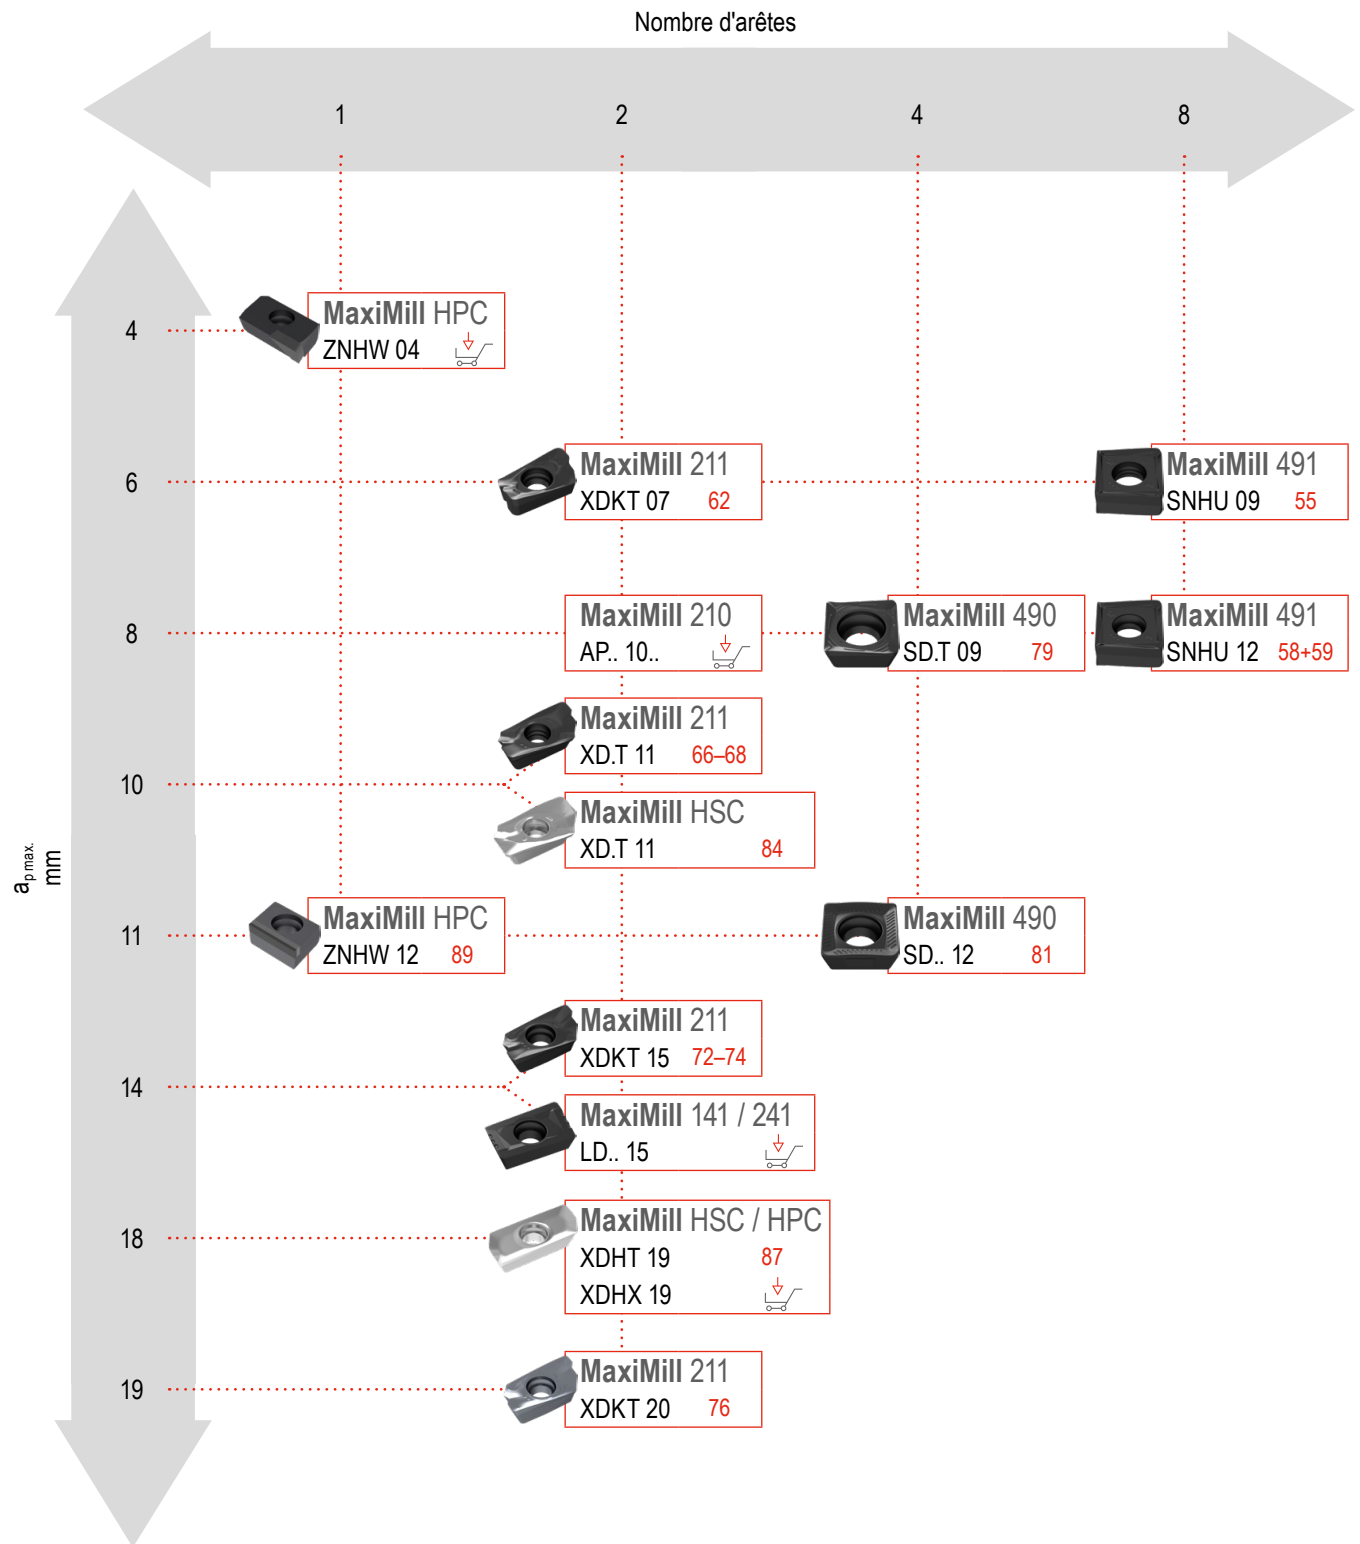 Nombre d'arêtes
1 2 4 8
4
MaxiMill HPC
ZNHW 04
6
MaxiMill 211
XDKT 07 62
MaxiMill 491
SNHU 09 55
8
MaxiMill 210
AP.. 10..
MaxiMill 490
SD.T 09 79
MaxiMill 491
SNHU 12 58+59
10
MaxiMill 211
XD.T 11 66–68
MaxiMill HSC
XD.T 11 84
ap max.
mm
11
MaxiMill HPC
ZNHW 12 89
MaxiMill 490
SD.. 12 81
14
MaxiMill 211
XDKT 15 72–74
MaxiMill 141 / 241
LD.. 15
18
MaxiMill HSC / HPC
XDHT 19 87
XDHX 19
19
MaxiMill 211
XDKT 20 76